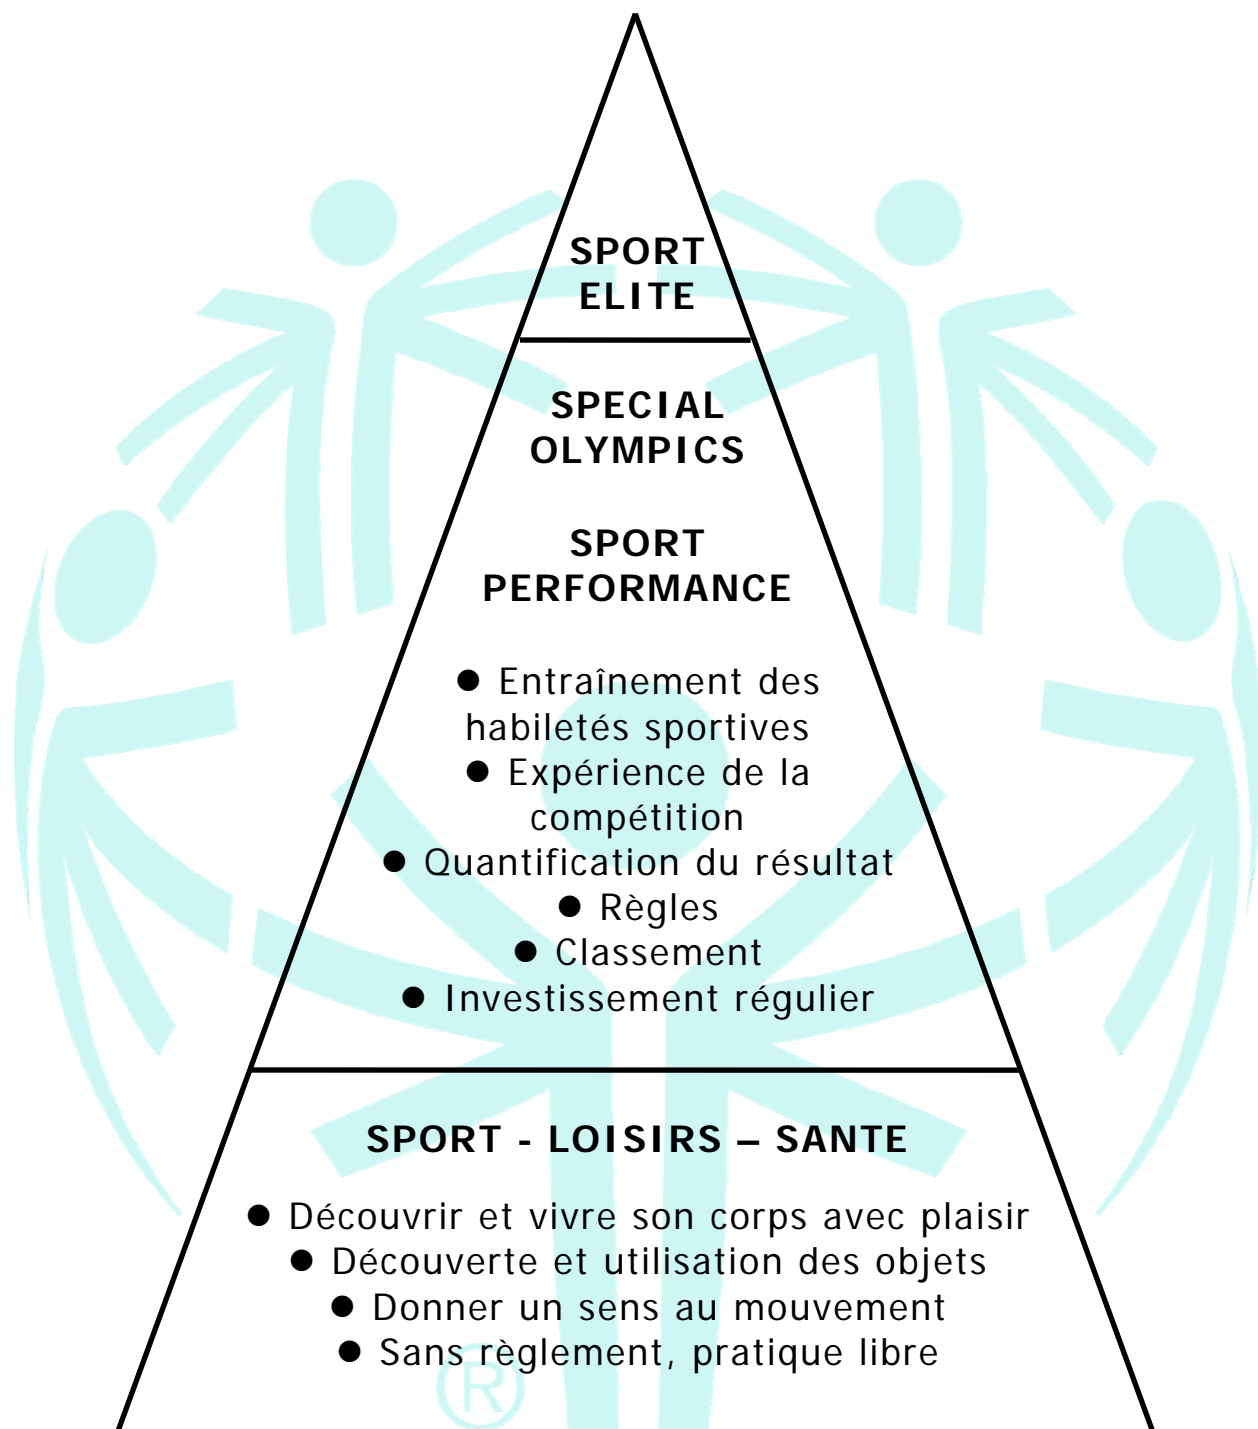 SPORT
ELITE
SPECIAL
OLYMPICS
SPORT
PERFORMANCE
● Entraînement des
habiletés sportives
● Expérience de la
compétition
● Quantification du résultat
● Règles
● Classement
● Investissement régulier
SPORT - LOISIRS – SANTE
● Découvrir et vivre son corps avec plaisir
● Découverte et utilisation des objets
● Donner un sens au mouvement
● Sans règlement, pratique libre
®